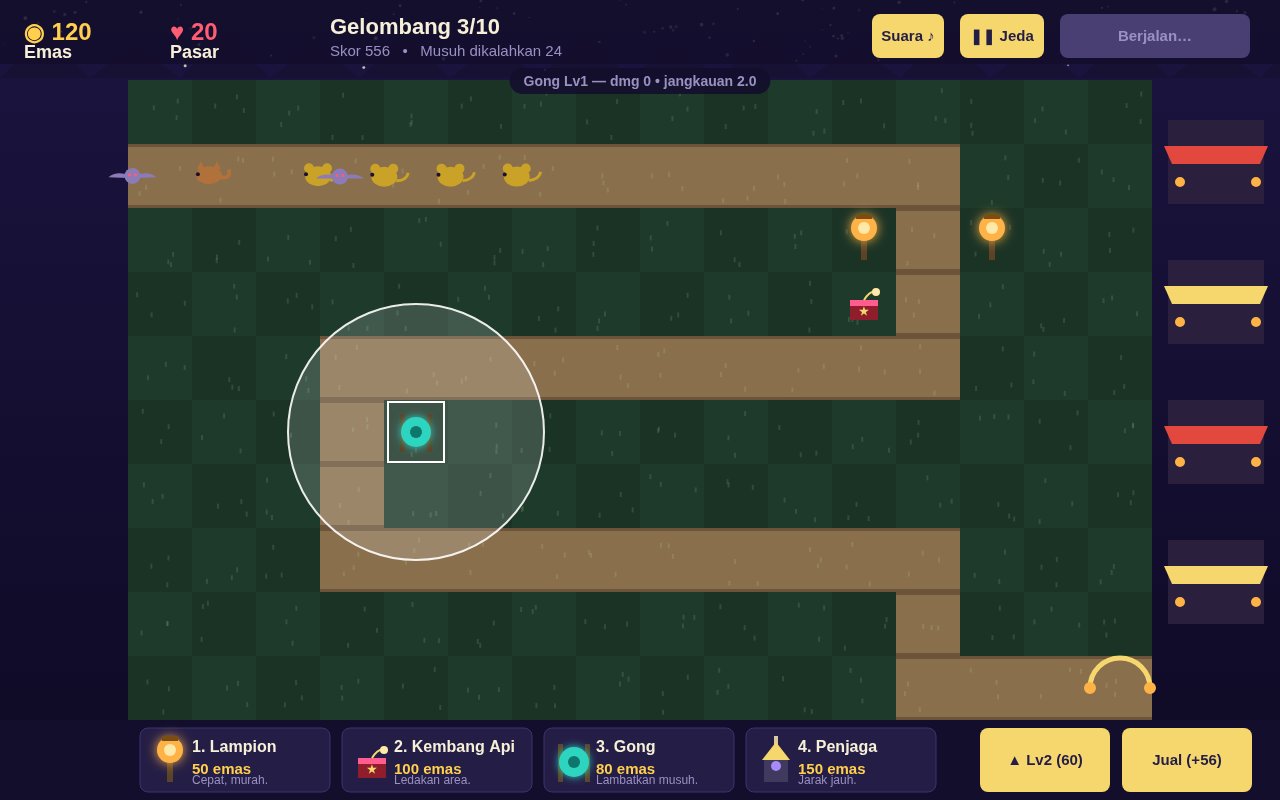 ◉ 120
Emas
♥ 20
Pasar
Gelombang 3/10
Skor 556 • Musuh dikalahkan 24
Suara ♪
❚❚ Jeda
Berjalan…
Gong Lv1 — dmg 0 • jangkauan 2.0
1. Lampion
50 emas
Cepat, murah.
2. Kembang Api
100 emas
Ledakan area.
3. Gong
80 emas
Lambatkan musuh.
4. Penjaga
150 emas
Jarak jauh.
▲ Lv2 (60)
Jual (+56)